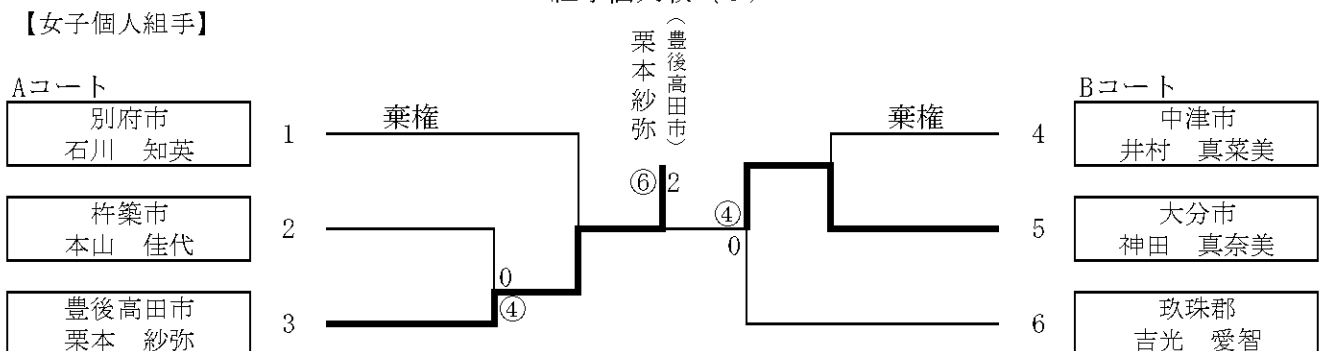 【女子個人組手】
栗本紗弥
（豊後高田市）
Aコート
Bコート
別府市
石川　知英
1
棄権
棄権
4
中津市
井村　真菜美
⑥ 2
杵築市
本山　佳代
2
④
0
5
大分市
神田　真奈美
0
④
豊後高田市
栗本　紗弥
3
6
玖珠郡
吉光　愛智